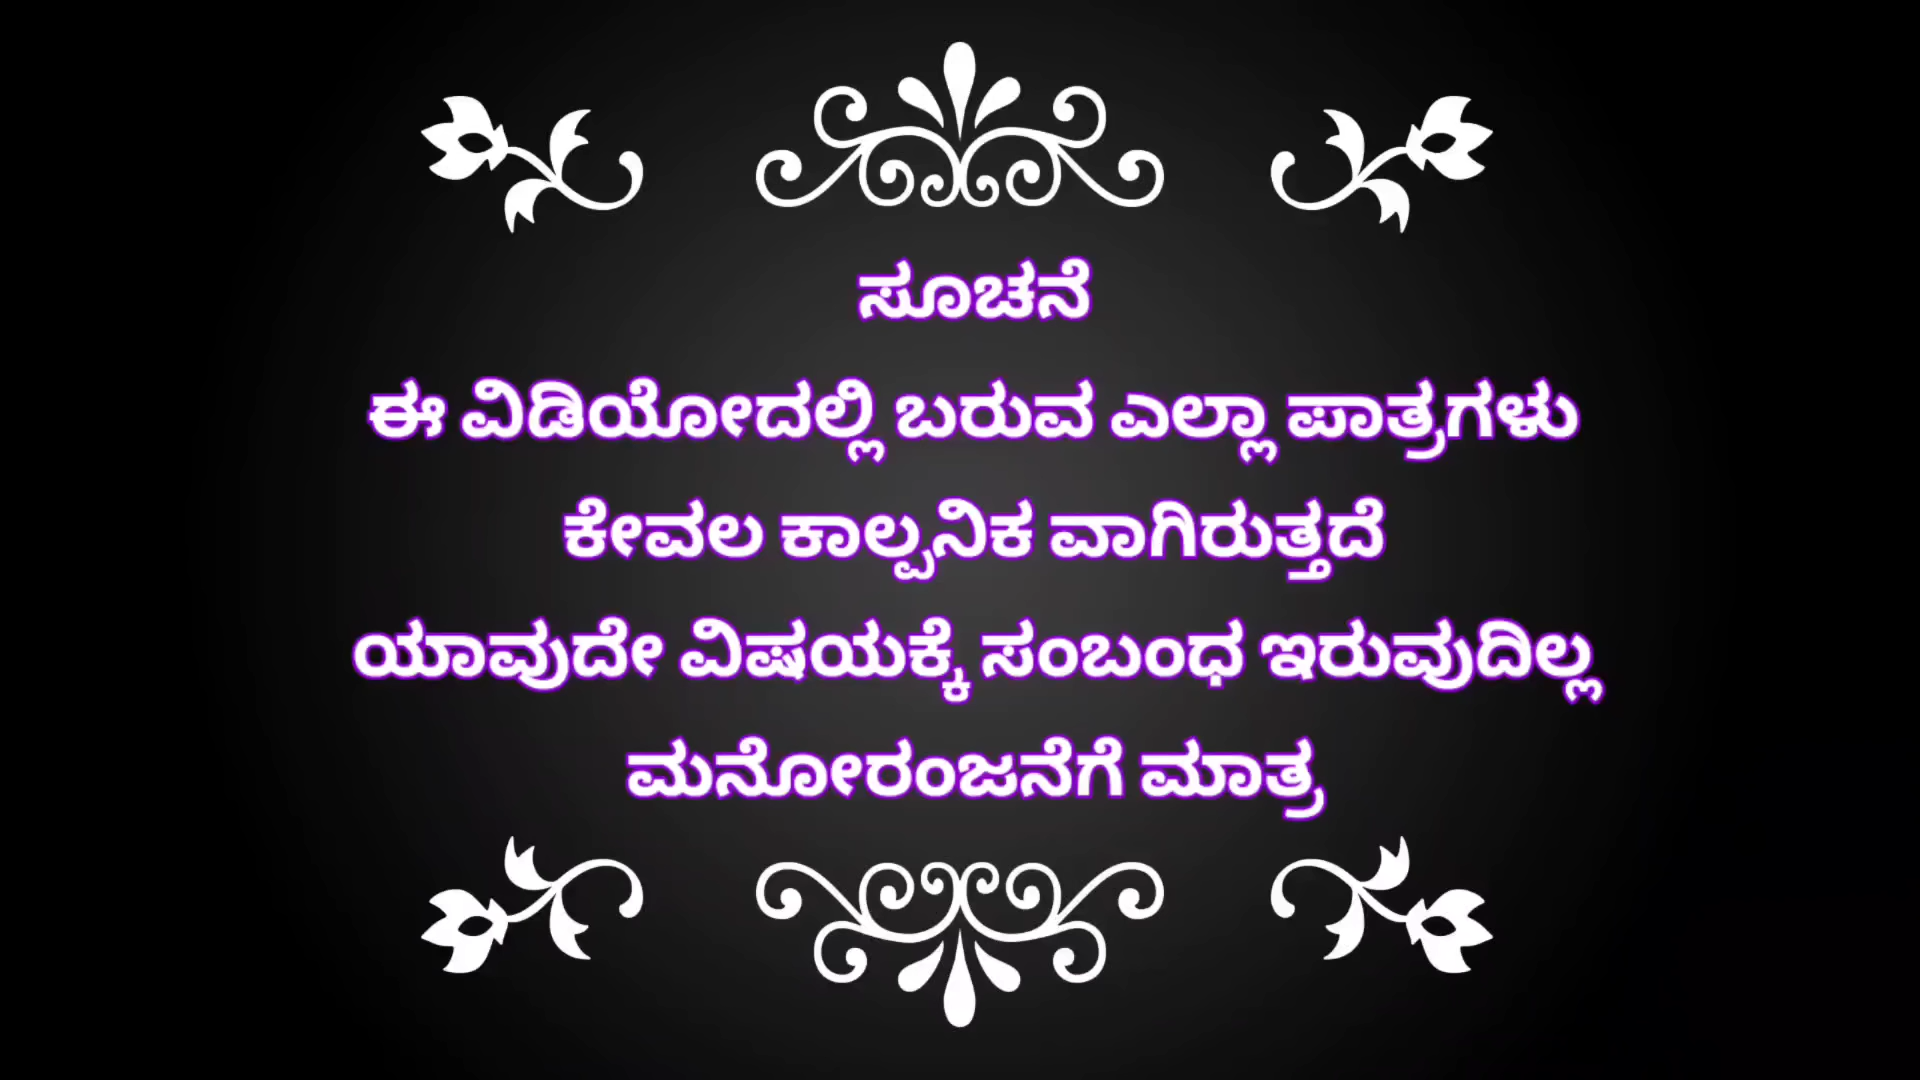 ಸೂಚನೆ
ಈ ವಿಡಿಯೋದಲ್ಲಿ ಬರುವ ಎಲ್ಲಾ ಪಾತ್ರಗಳು
ಕೇವಲ ಕಾಲ್ಪನಿಕ ವಾಗಿರುತ್ತದೆ
ಯಾವುದೇ ವಿಷಯಕ್ಕೆ ಸಂಬಂಧ ಇರುವುದಿಲ್ಲ
ಮನೋರಂಜನೆಗೆ ಮಾತ್ರ